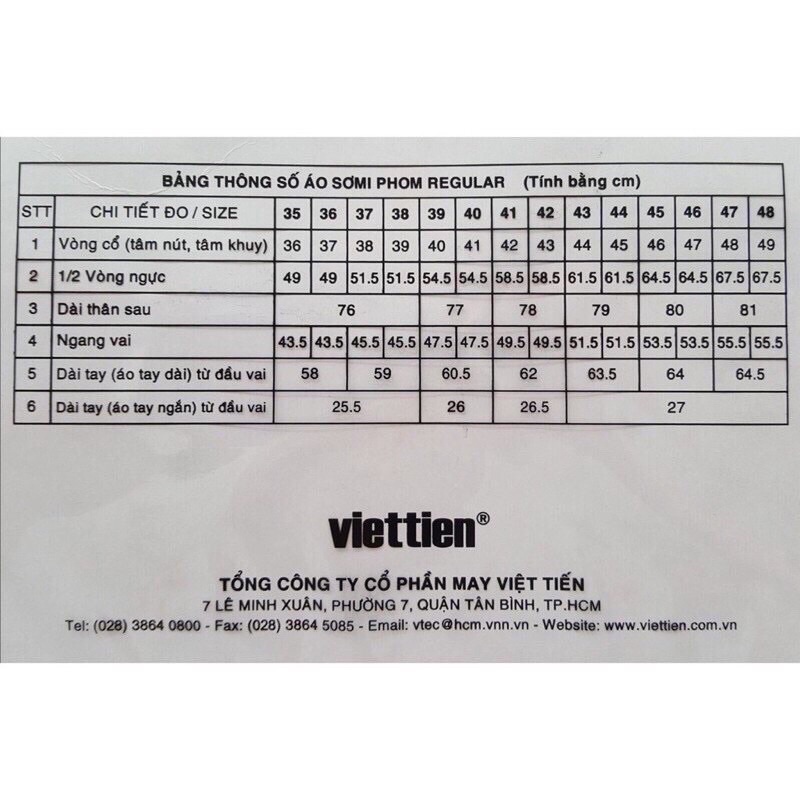 BẢNG THÔNG SỐ ÁO SƠMI PHOM REGULAR (Tính bằng cm)
STT CHI TIẾT ĐO / SIZE 35 36 37 38 39 40 41 42 43 44 45 46 47 48
1 Vòng cổ (tâm nút, tâm khuy) 36 37 38 39 40 41 42 43 44 45 46 47 48 49
2 1/2 Vòng ngực 49 49 51.5 51.5 54.5 54.5 58.5 58.5 61.5 61.5 64.5 64.5 67.5 67.5
3 Dài thân sau 76 77 78 79 80 81
4 Ngang vai 43.5 43.5 45.5 45.5 47.5 47.5 49.5 49.5 51.5 51.5 53.5 53.5 55.5 55.5
5 Dài tay (áo tay dài) từ đầu vai 58 59 60.5 62 63.5 64 64.5
6 Dài tay (áo tay ngắn) từ đầu vai 25.5 26 26.5 27
viettien®
TỔNG CÔNG TY CỔ PHẦN MAY VIỆT TIẾN
7 LÊ MINH XUÂN, PHƯỜNG 7, QUẬN TÂN BÌNH, TP.HCM
Tel: (028) 3864 0800 - Fax: (028) 3864 5085 - Email: vtec@hcm.vnn.vn - Website: www.viettien.com.vn